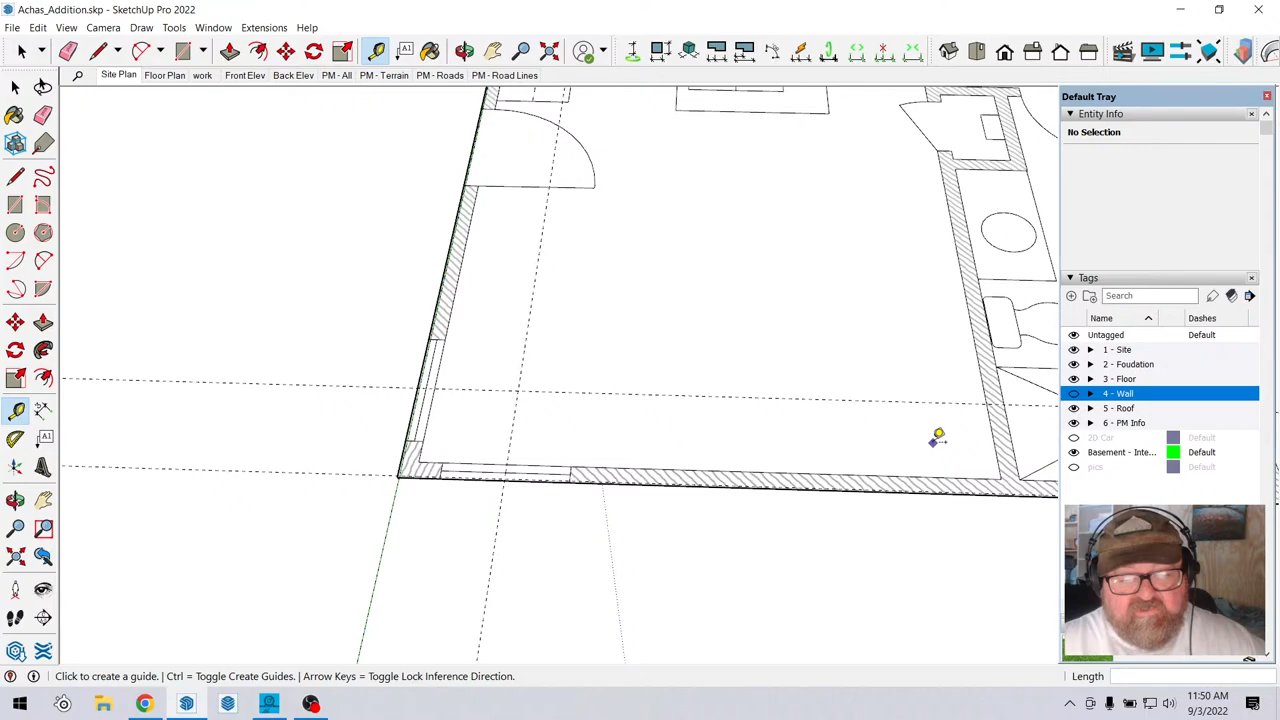 Achas_Addition.skp - SketchUp Pro 2022
File Edit View Camera Draw Tools Window Extensions Help
Site Plan Floor Plan work Front Elev Back Elev PM - All PM - Terrain PM - Roads PM - Road Lines
Default Tray
Entity Info
No Selection
Tags
Search
Name Dashes
Untagged Default
1 - Site
2 - Foudation
3 - Floor
4 - Wall
5 - Roof
6 - PM Info
2D Car Default
Basement - Inte... Default
pics Default
Click to create a guide. | Ctrl = Toggle Create Guides. | Arrow Keys = Toggle Lock Inference Direction.
Length
11:50 AM
9/3/2022